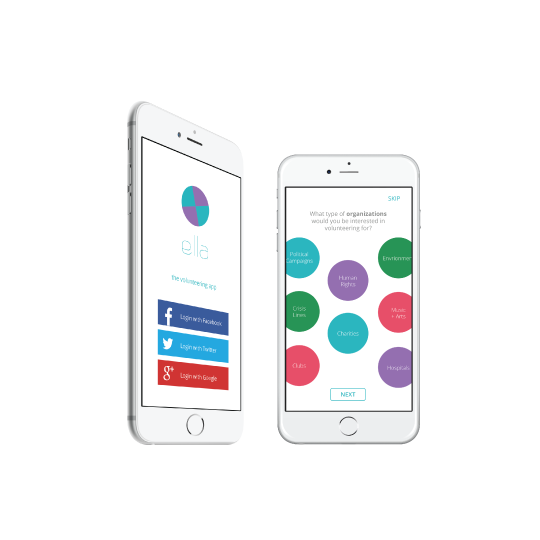 ella
the volunteering app
f Login with Facebook
Login with Twitter
g+ Login with Google
SKIP
What type of organizations
would you be interested in
volunteering for?
Political
Campaigns
Human
Rights
Environmen
Crisis
Lines
Charities
Music
+ Arts
Clubs
Hospitals
NEXT